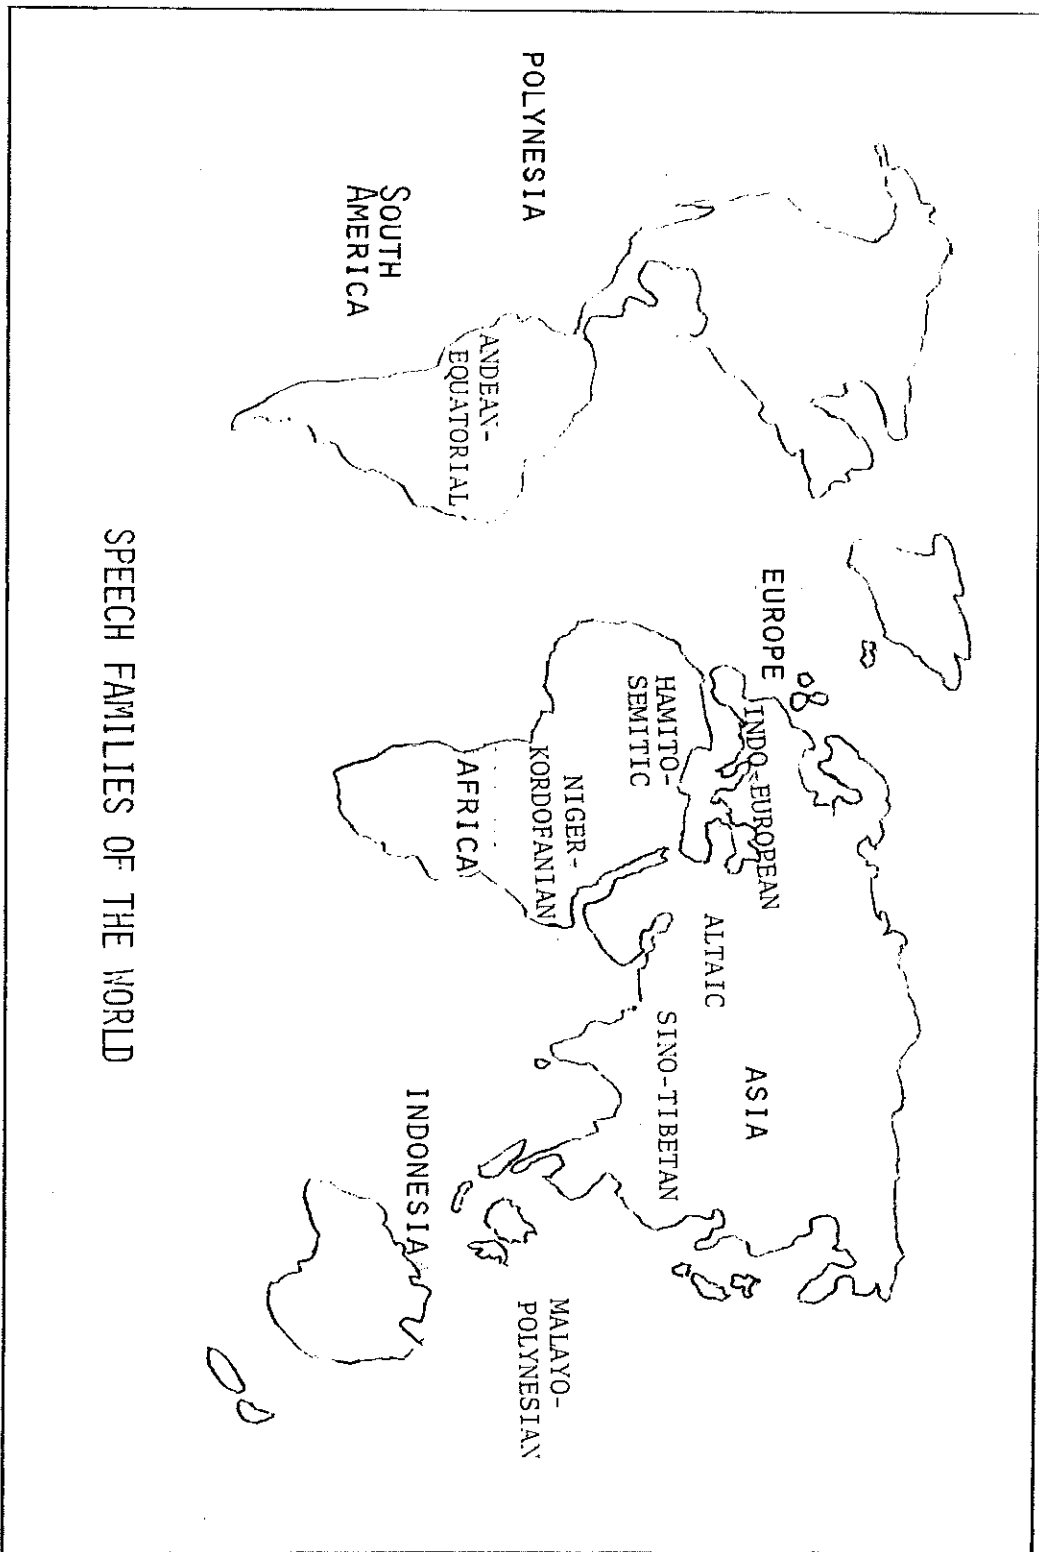 EUROPE
INDO-EUROPEAN
ASIA
ALTAIC
HAMITO-
SEMITIC
SINO-TIBETAN
POLYNESIA
NIGER-
KORDOFANIAN
MALAYO-
POLYNESIAN
ANDEAN-
EQUATORIAL
AFRICA
SOUTH
AMERICA
INDONESIA
SPEECH FAMILIES OF THE WORLD